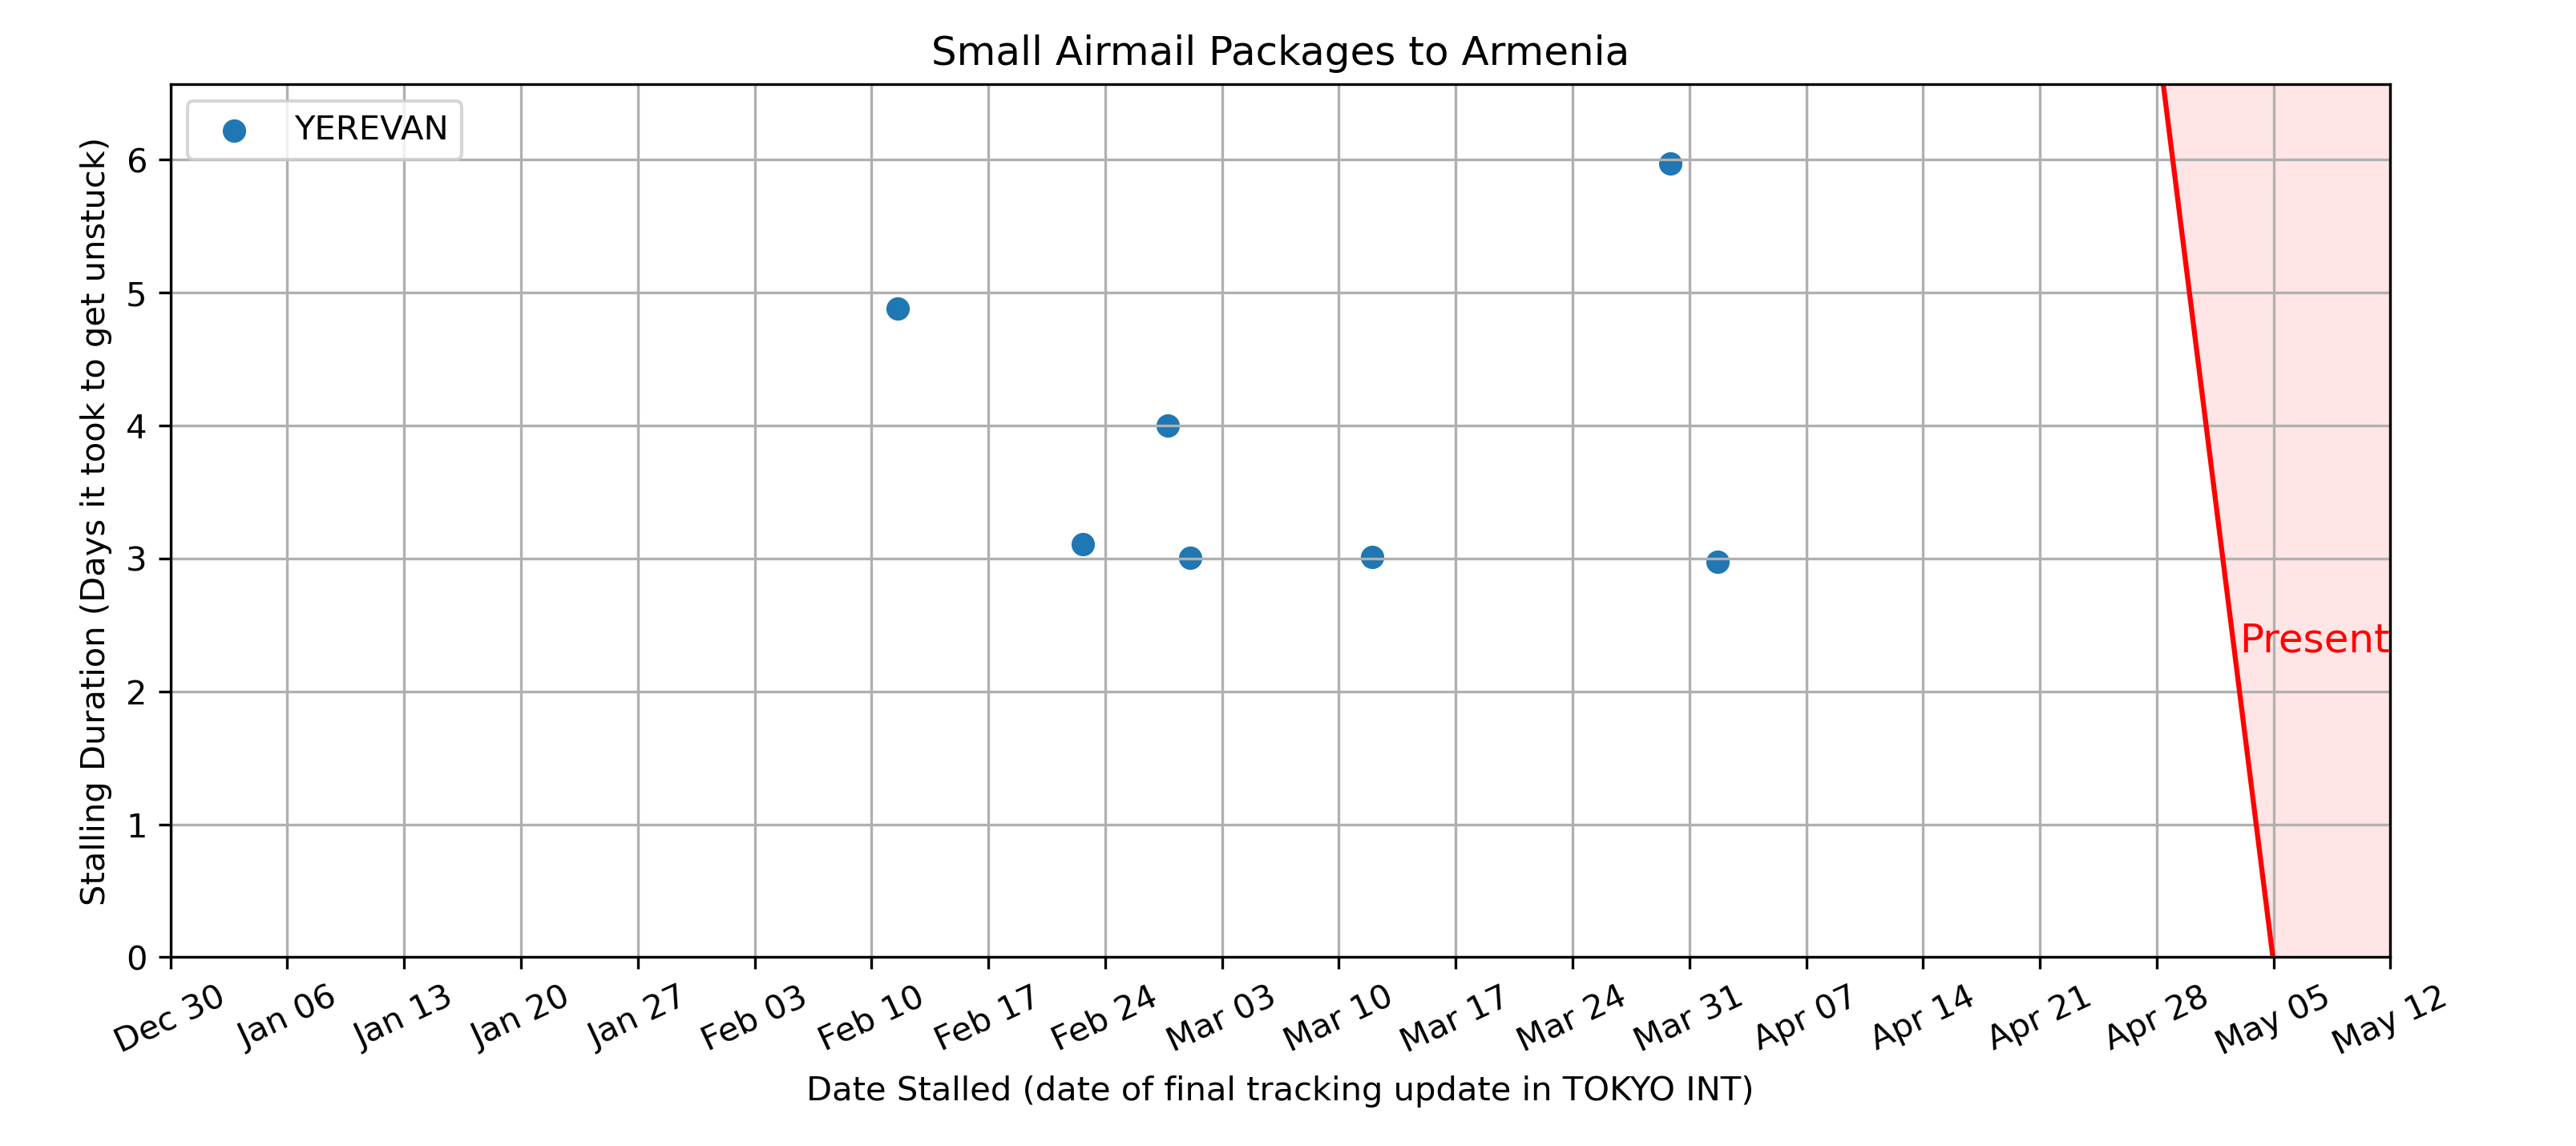 Small Airmail Packages to Armenia
YEREVAN
Stalling Duration (Days it took to get unstuck)
6
5
4
3
2
1
0
Present
Dec 30
Jan 06
Jan 13
Jan 20
Jan 27
Feb 03
Feb 10
Feb 17
Feb 24
Mar 03
Mar 10
Mar 17
Mar 24
Mar 31
Apr 07
Apr 14
Apr 21
Apr 28
May 05
May 12
Date Stalled (date of final tracking update in TOKYO INT)